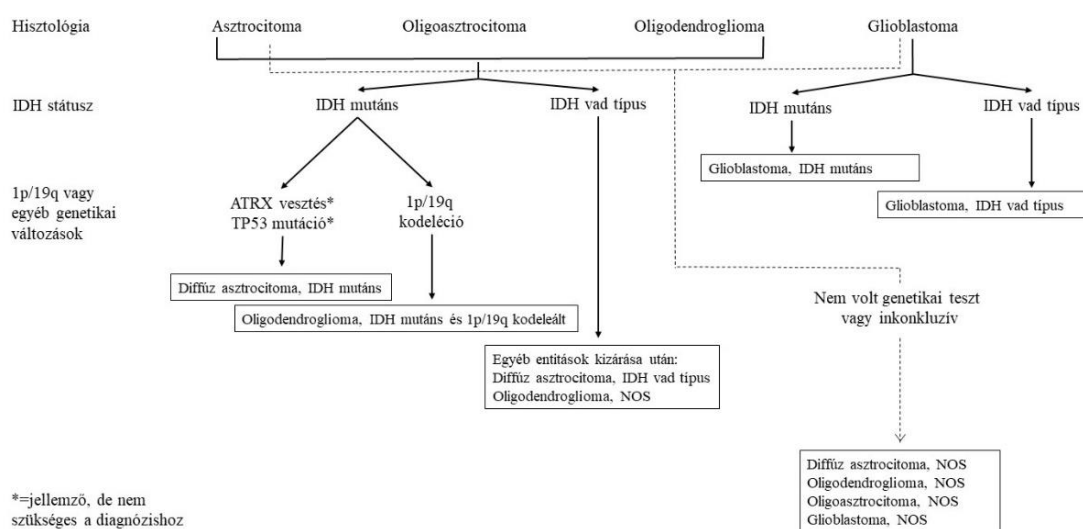 Hisztológia
Asztrocitoma
Oligoasztrocitoma
Oligodendroglioma
Glioblastoma
IDH státusz
IDH mutáns
IDH vad típus
IDH mutáns
IDH vad típus
Glioblastoma, IDH mutáns
Glioblastoma, IDH vad típus
1p/19q vagy
egyéb genetikai
változások
ATRX vesztés*
TP53 mutáció*
1p/19q
kodeléció
Diffúz asztrocitoma, IDH mutáns
Oligodendroglioma, IDH mutáns és 1p/19q kodeleált
Nem volt genetikai teszt
vagy inkonkluzív
Egyéb entitások kizárása után:
Diffúz asztrocitoma, IDH vad típus
Oligodendroglioma, NOS
Diffúz asztrocitoma, NOS
Oligodendroglioma, NOS
Oligoasztrocitoma, NOS
Glioblastoma, NOS
*=jellemző, de nem
szükséges a diagnózishoz